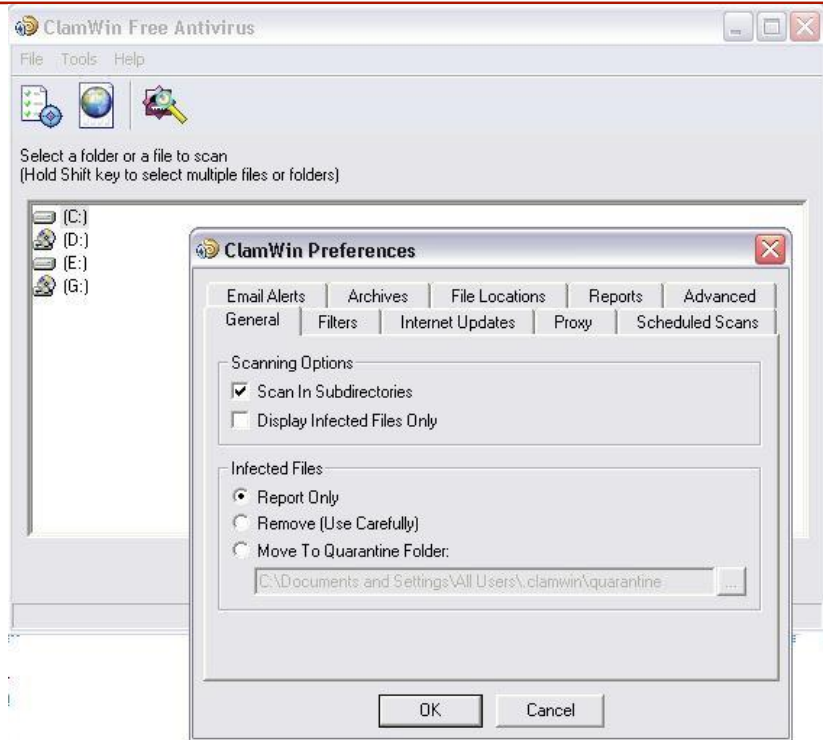 ClamWin Free Antivirus
File Tools Help
Select a folder or a file to scan
(Hold Shift key to select multiple files or folders)
(C:)
(D:)
(E:)
(G:)
ClamWin Preferences
Email Alerts Archives File Locations Reports Advanced
General Filters Internet Updates Proxy Scheduled Scans
Scanning Options
Scan In Subdirectories
Display Infected Files Only
Infected Files
Report Only
Remove (Use Carefully)
Move To Quarantine Folder:
C:\Documents and Settings\All Users\.clamwin\quarantine ...
OK Cancel